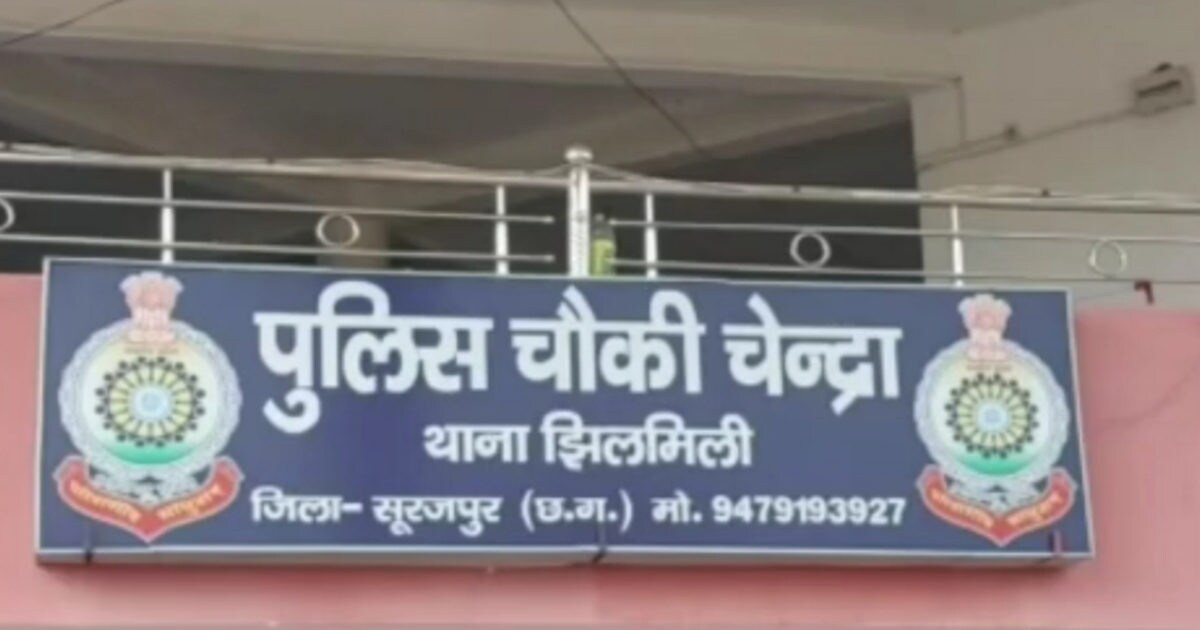 पुलिस चौकी चेन्द्रा
थाना झिलमिली
जिला- सूरजपुर (छ.ग.) मो. 9479193927